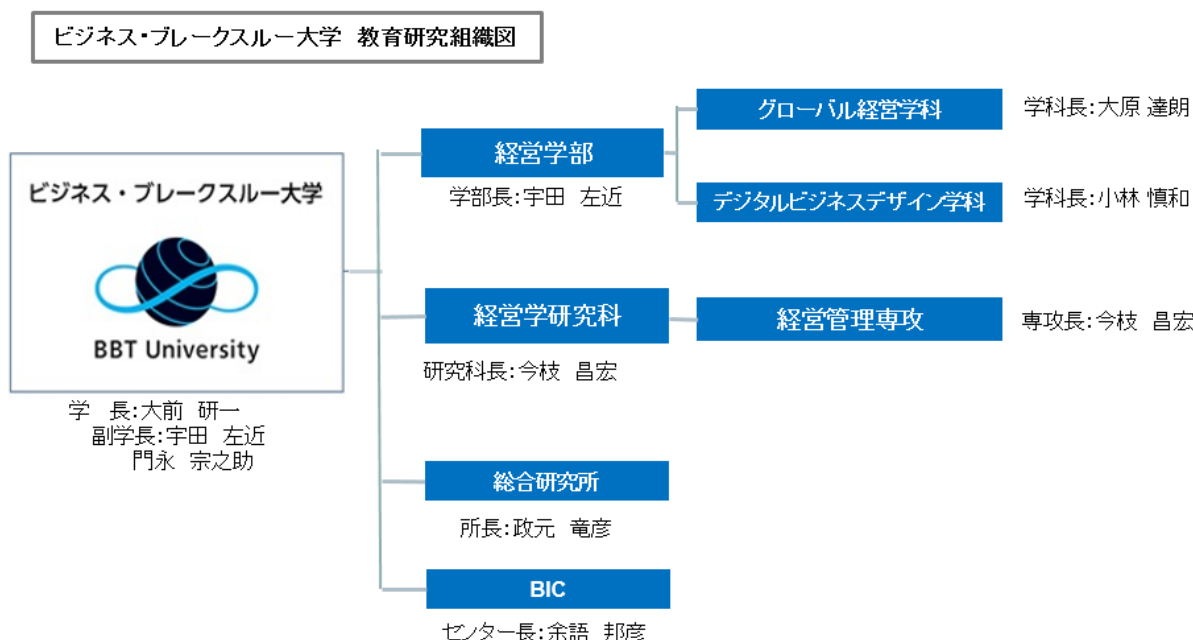 ビジネス・ブレークスルー大学 教育研究組織図
ビジネス・ブレークスルー大学
BBT University
学 長:大前 研一
副学長:宇田 左近
門永 宗之助
経営学部
学部長:宇田 左近
グローバル経営学科
学科長:大原 達朗
デジタルビジネスデザイン学科
学科長:小林 慎和
経営学研究科
研究科長:今枝 昌宏
経営管理専攻
専攻長:今枝 昌宏
総合研究所
所長:政元 竜彦
BIC
センター長:余語 邦彦